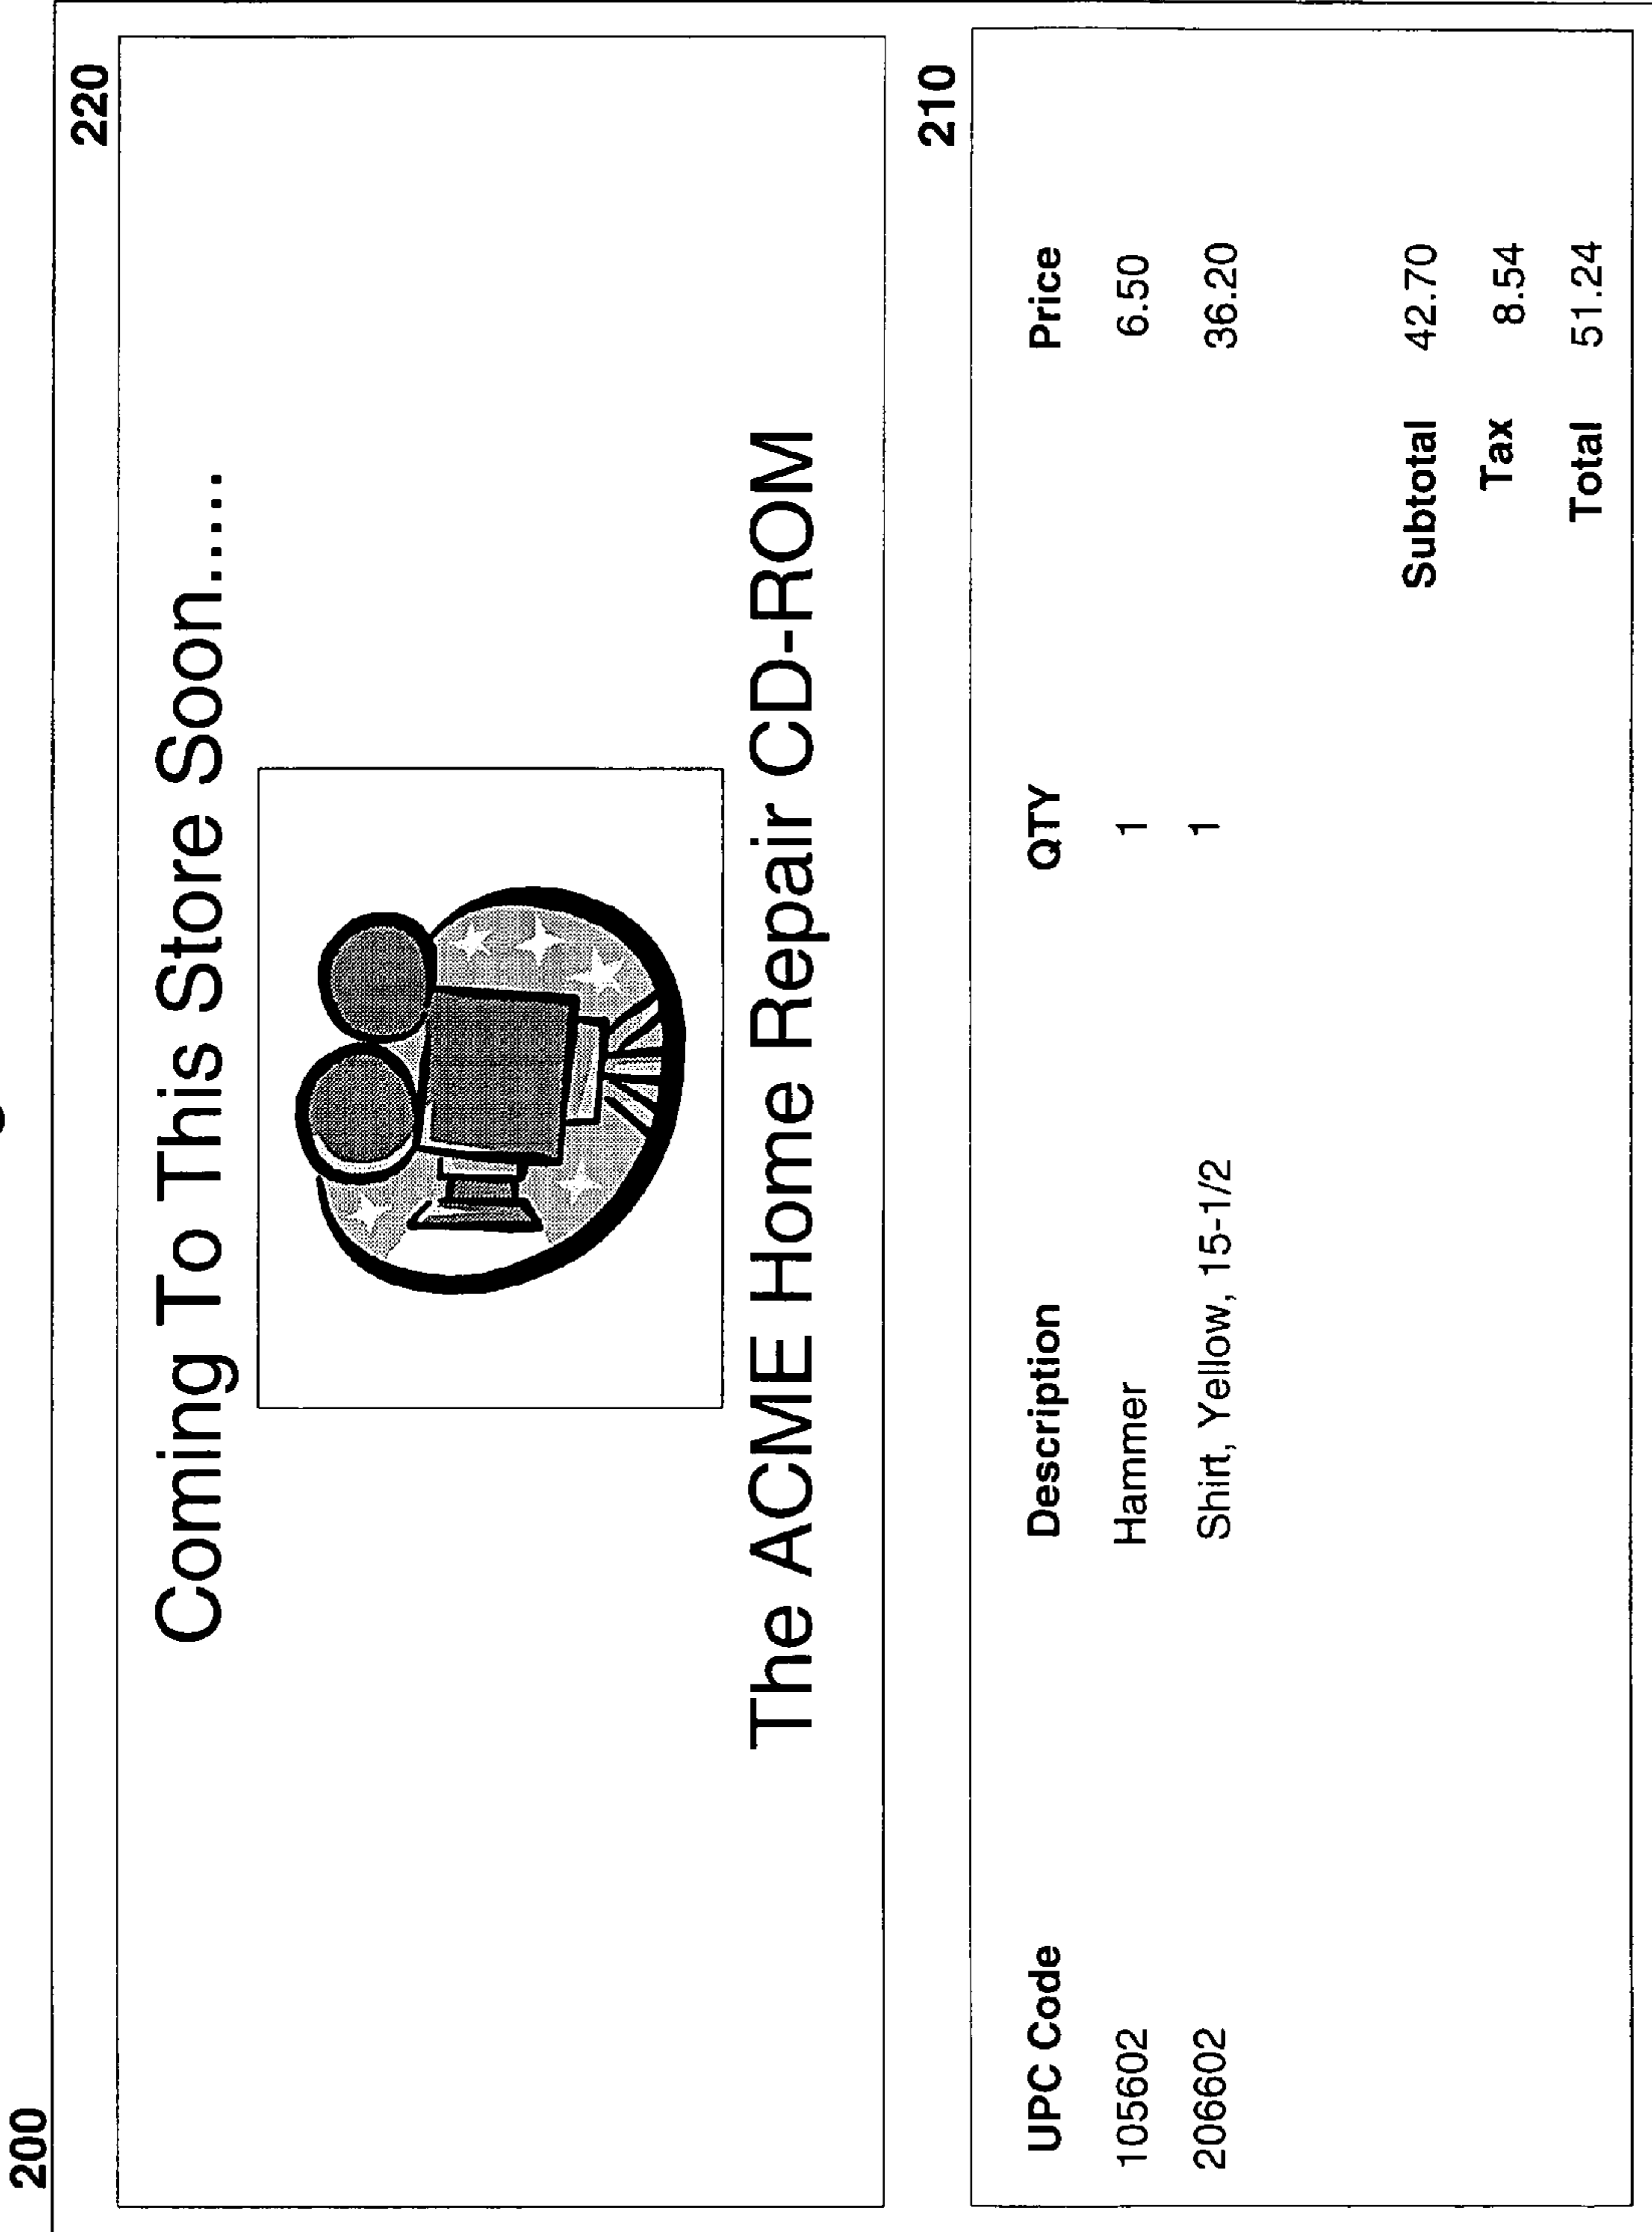 200
220
Coming To This Store Soon.....
The ACME Home Repair CD-ROM
210
UPC Code Description QTY Price
105602 Hammer 1 6.50
206602 Shirt, Yellow, 15-1/2 1 36.20
Subtotal 42.70
Tax 8.54
Total 51.24